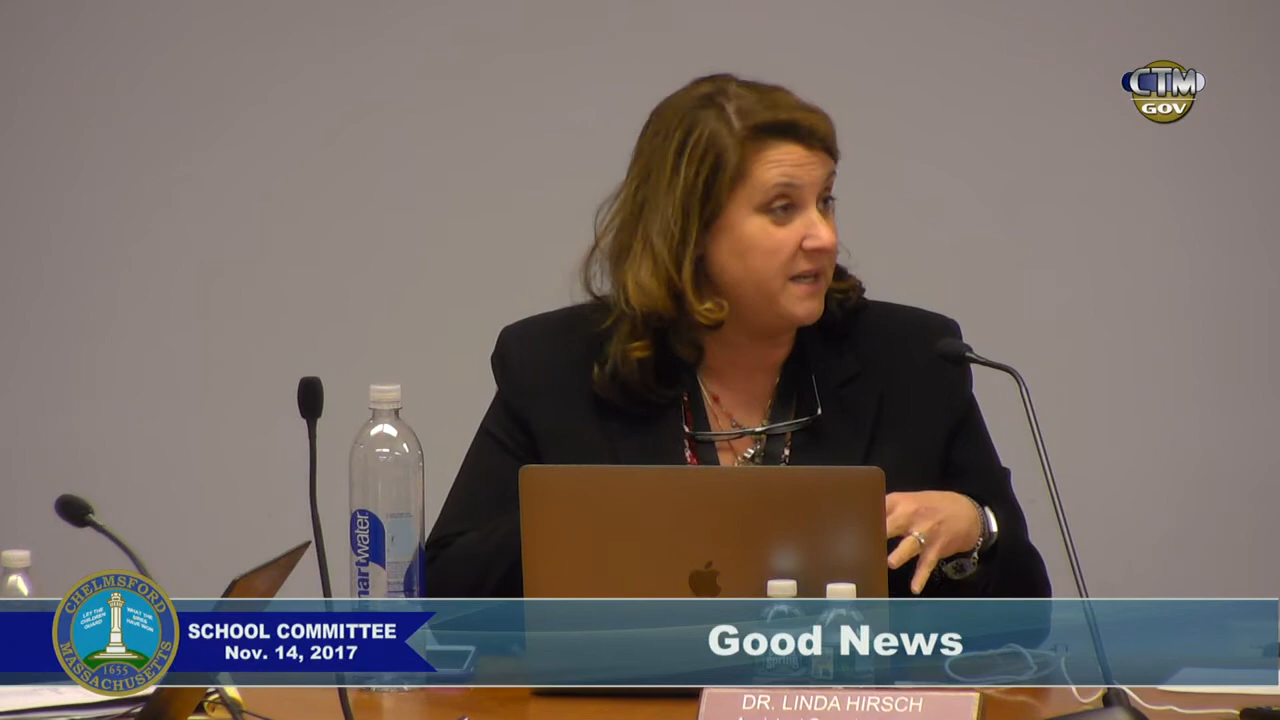 CTM
GOV
smartwater
CHELMSFORD
LET THE CHILDREN GUARD
WHAT THE SIRES HAVE WON
1655
MASSACHUSETTS
SCHOOL COMMITTEE
Nov. 14, 2017
Good News
spring
DR. LINDA HIRSCH